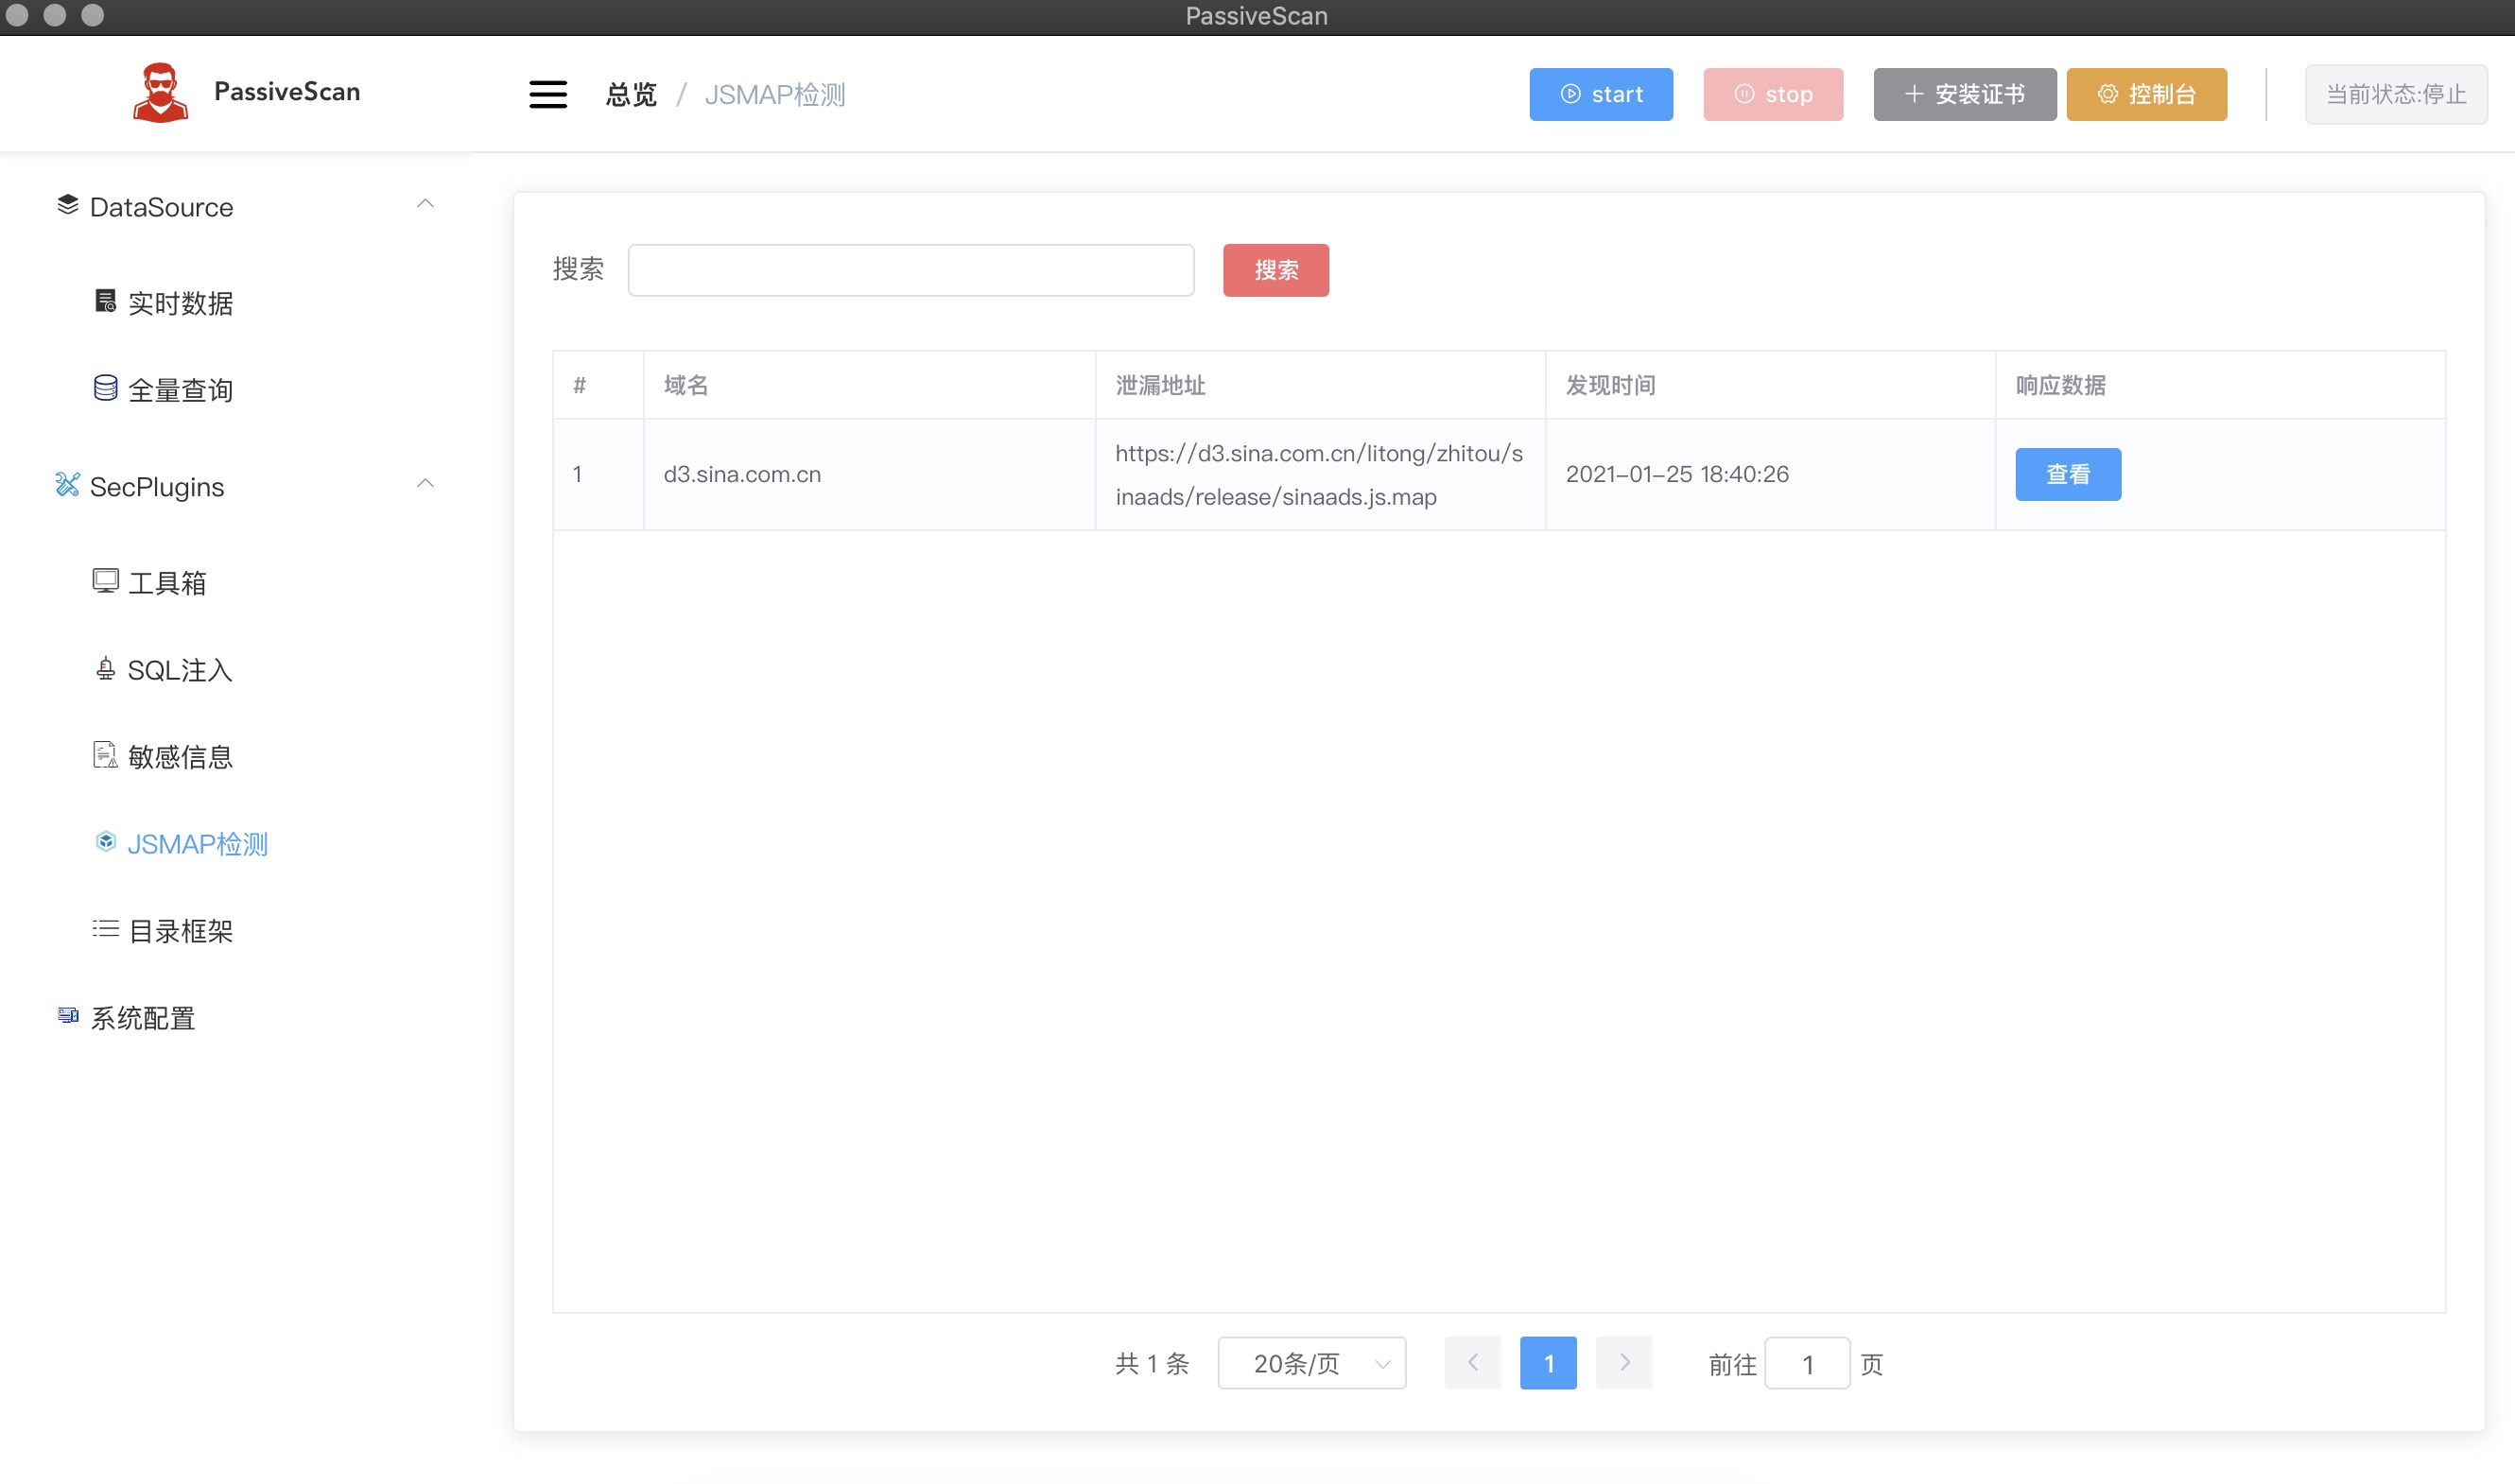 PassiveScan
PassiveScan
总览 / JSMAP检测
start
stop
安装证书
控制台
当前状态:停止
DataSource
实时数据
全量查询
SecPlugins
工具箱
SQL注入
敏感信息
JSMAP检测
目录框架
系统配置
搜索
搜索
# 域名 泄漏地址 发现时间 响应数据
1 d3.sina.com.cn https://d3.sina.com.cn/litong/zhitou/s
inaads/release/sinaads.js.map 2021-01-25 18:40:26 查看
共 1 条 20条/页 1 前往 1 页